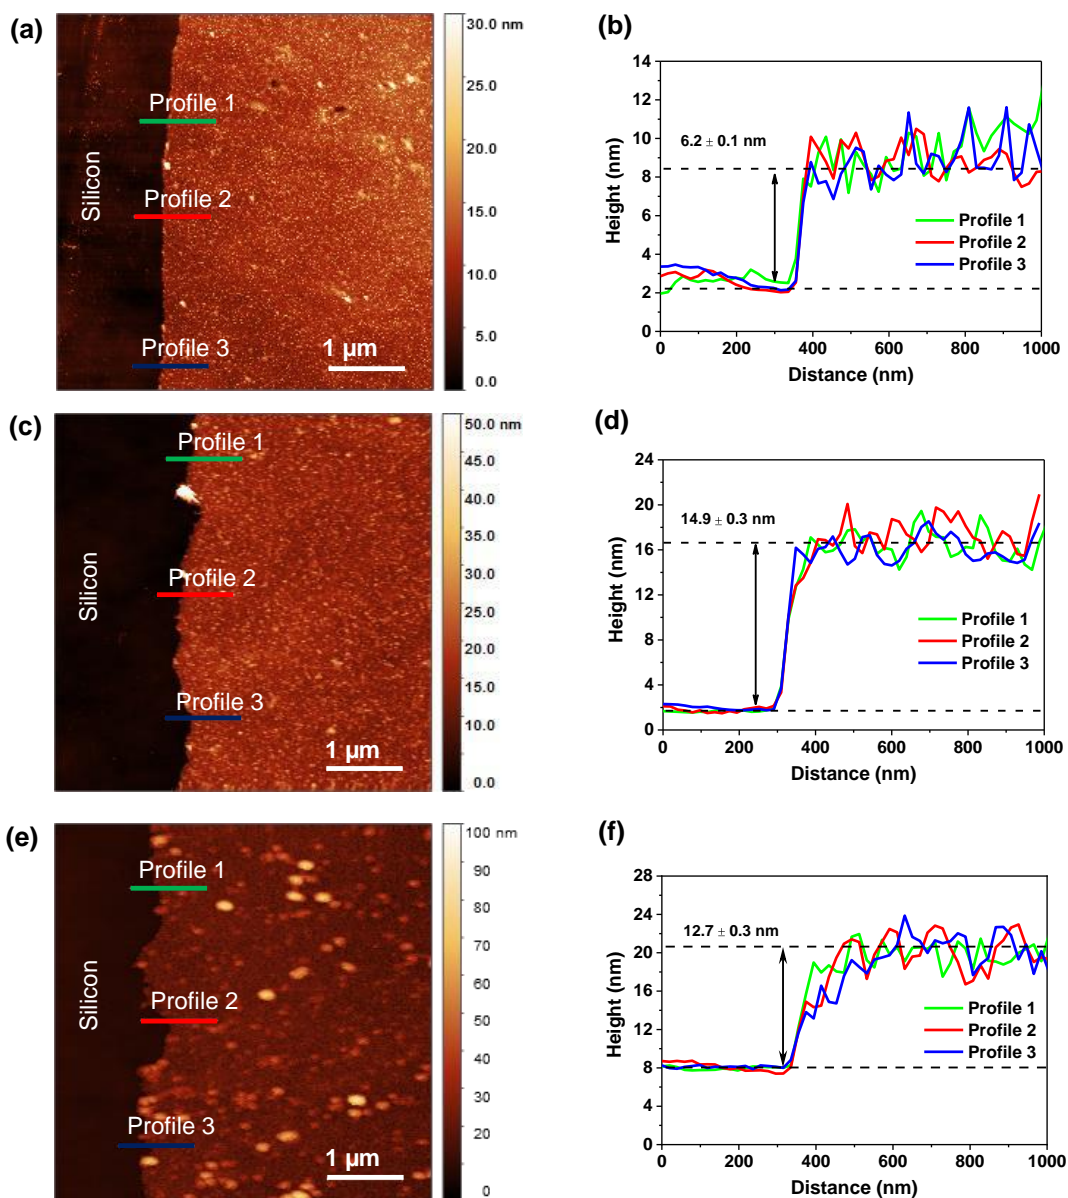 (a)
Profile 1
Profile 2
Profile 3
Silicon
1 µm
30.0 nm
25.0
20.0
15.0
10.0
5.0
0.0
(b)
14
12
10
8
6
4
2
0
Height (nm)
6.2 ± 0.1 nm
Profile 1
Profile 2
Profile 3
0 200 400 600 800 1000
Distance (nm)
(c)
Profile 1
Profile 2
Profile 3
Silicon
1 µm
50.0 nm
45.0
40.0
35.0
30.0
25.0
20.0
15.0
10.0
0.0
(d)
24
20
16
12
8
4
0
Height (nm)
14.9 ± 0.3 nm
Profile 1
Profile 2
Profile 3
0 200 400 600 800 1000
Distance (nm)
(e)
Profile 1
Profile 2
Profile 3
Silicon
1 µm
100 nm
90
80
70
60
50
40
30
20
0
(f)
28
24
20
16
12
8
4
0
Height (nm)
12.7 ± 0.3 nm
Profile 1
Profile 2
Profile 3
0 200 400 600 800 1000
Distance (nm)